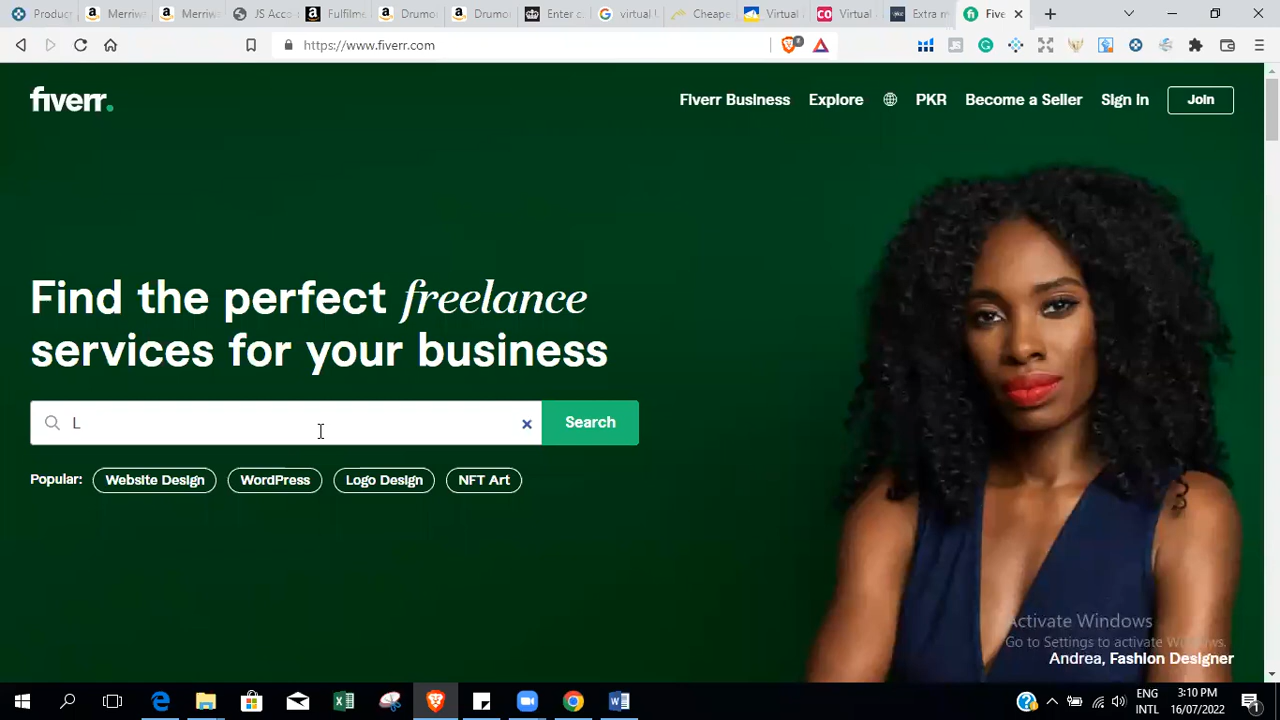 Produc
Merriw
Merriw
JS Acco
Fulfilme
Drumo
Drumo
Enter c
virtual
Cheape
Virtual
Virtual
Extra m
Five
https://www.fiverr.com
fiverr.
Fiverr Business Explore PKR Become a Seller Sign In Join
Find the perfect freelance
services for your business
L
Search
Popular: Website Design WordPress Logo Design NFT Art
Activate Windows
Go to Settings to activate Windows.
Andrea, Fashion Designer
ENG
INTL
3:10 PM
16/07/2022